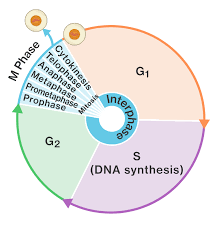 M Phase
Cytokinesis
Telophase
Anaphase
Metaphase
Prometaphase
Prophase
Mitosis
Interphase
G₁
S
(DNA synthesis)
G₂